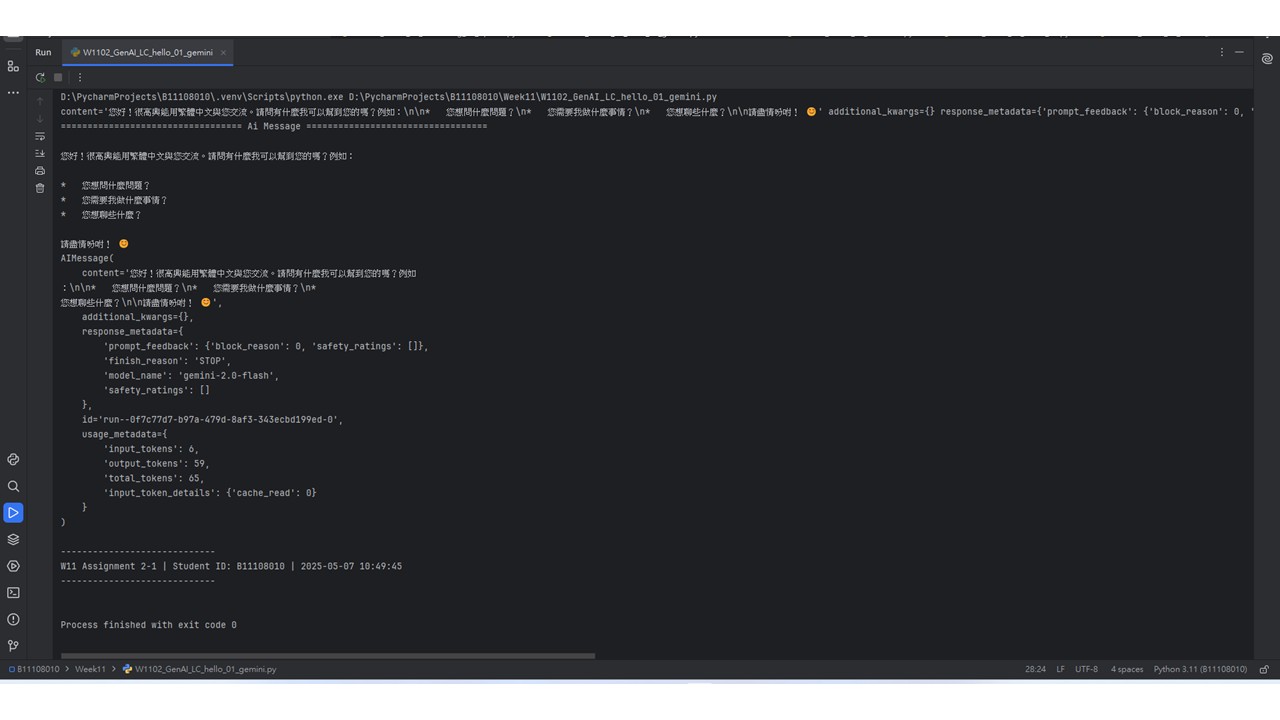 Run
W1102_GenAI_LC_hello_01_gemini
D:\PycharmProjects\B11108010\.venv\Scripts\python.exe D:\PycharmProjects\B11108010\Week11\W1102_GenAI_LC_hello_01_gemini.py
content='您好！很高興能用繁體中文與您交流。請問有什麼我可以幫到您的嗎？例如：\n\n*   您想問什麼問題？\n*   您需要我做什麼事情？\n*   您想聊些什麼？\n\n請盡情吩咐！ 😊' additional_kwargs={} response_metadata={'prompt_feedback': {'block_reason': 0, '
================================== Ai Message ==================================
您好！很高興能用繁體中文與您交流。請問有什麼我可以幫到您的嗎？例如：
*   您想問什麼問題？
*   您需要我做什麼事情？
*   您想聊些什麼？
請盡情吩咐！ 😊
AIMessage(
    content='您好！很高興能用繁體中文與您交流。請問有什麼我可以幫到您的嗎？例如
：\n\n*   您想問什麼問題？\n*   您需要我做什麼事情？\n*
您想聊些什麼？\n\n請盡情吩咐！ 😊',
    additional_kwargs={},
    response_metadata={
        'prompt_feedback': {'block_reason': 0, 'safety_ratings': []},
        'finish_reason': 'STOP',
        'model_name': 'gemini-2.0-flash',
        'safety_ratings': []
    },
    id='run--0f7c77d7-b97a-479d-8af3-343ecbd199ed-0',
    usage_metadata={
        'input_tokens': 6,
        'output_tokens': 59,
        'total_tokens': 65,
        'input_token_details': {'cache_read': 0}
    }
)
-----------------------------
W11 Assignment 2-1 | Student ID: B11108010 | 2025-05-07 10:49:45
-----------------------------
Process finished with exit code 0
B11108010 > Week11 > W1102_GenAI_LC_hello_01_gemini.py 28:24 LF UTF-8 4 spaces Python 3.11 (B11108010)